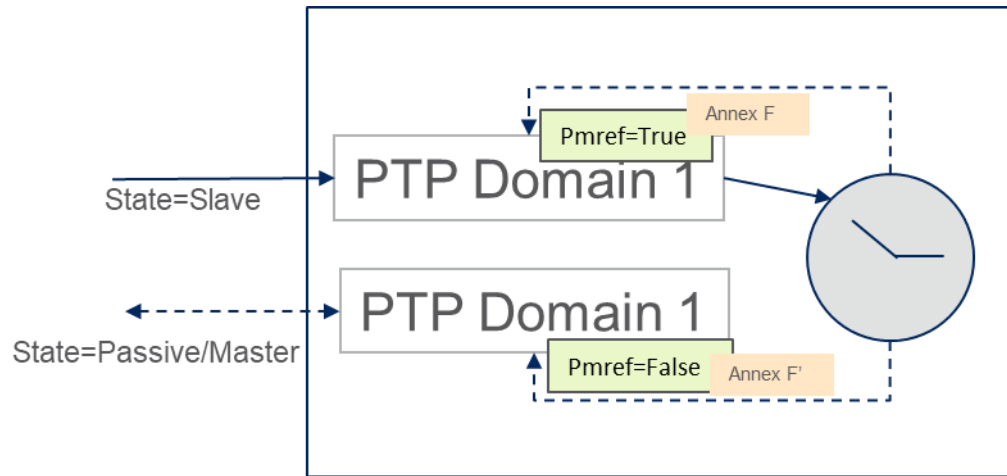 Annex F
Pmref=True
PTP Domain 1
State=Slave
PTP Domain 1
State=Passive/Master
Pmref=False
Annex F'